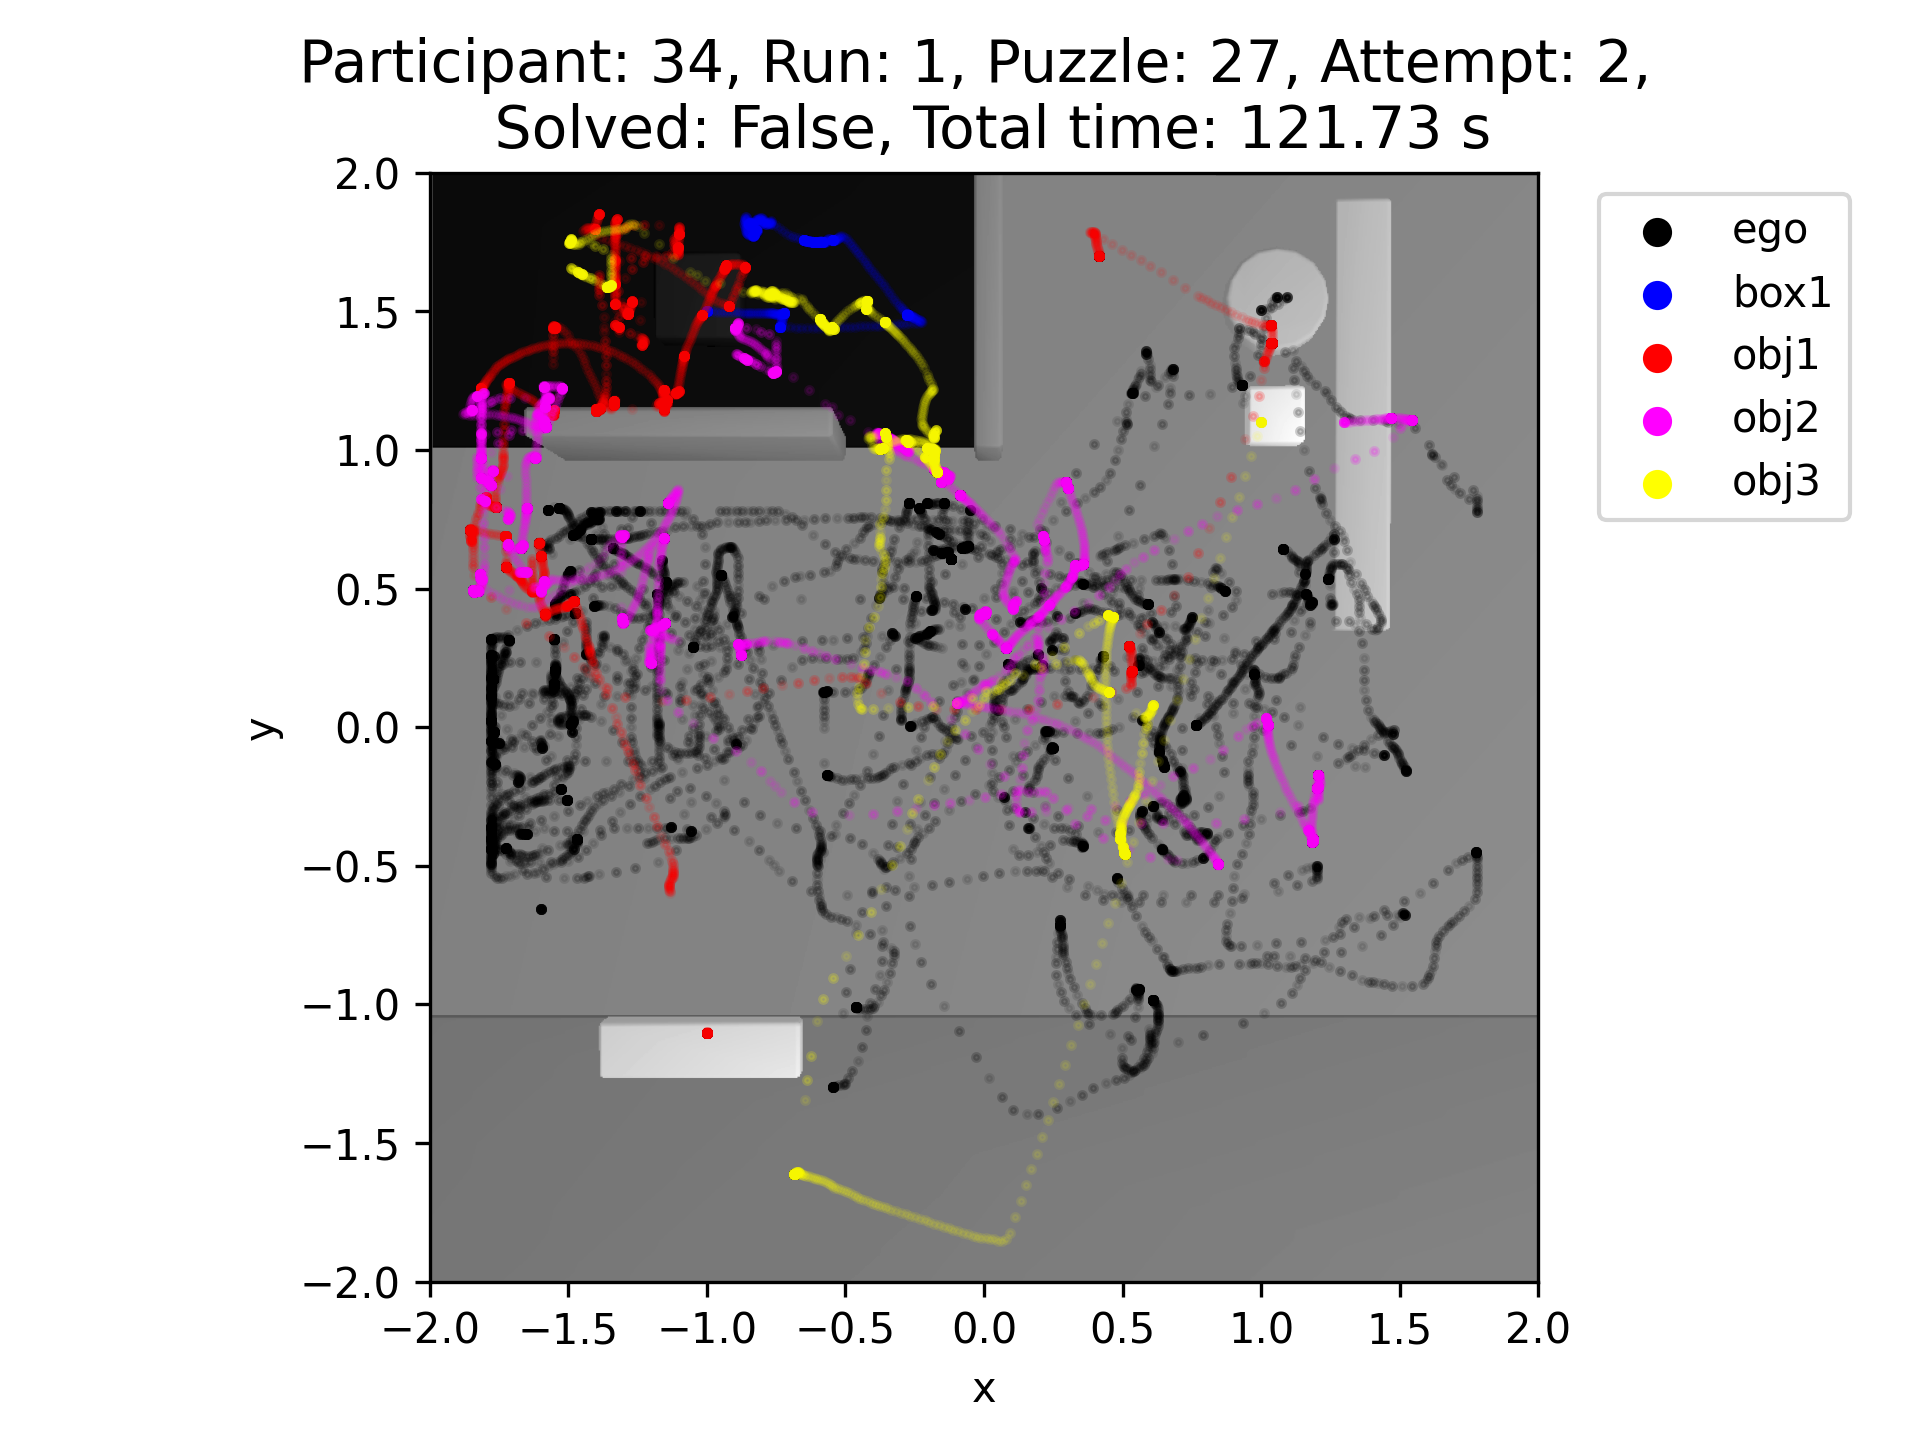 Participant: 34, Run: 1, Puzzle: 27, Attempt: 2,
Solved: False, Total time: 121.73 s
2.0
1.5
1.0
0.5
0.0
−0.5
−1.0
−1.5
−2.0
y
−2.0 −1.5 −1.0 −0.5 0.0 0.5 1.0 1.5 2.0
x
ego
box1
obj1
obj2
obj3